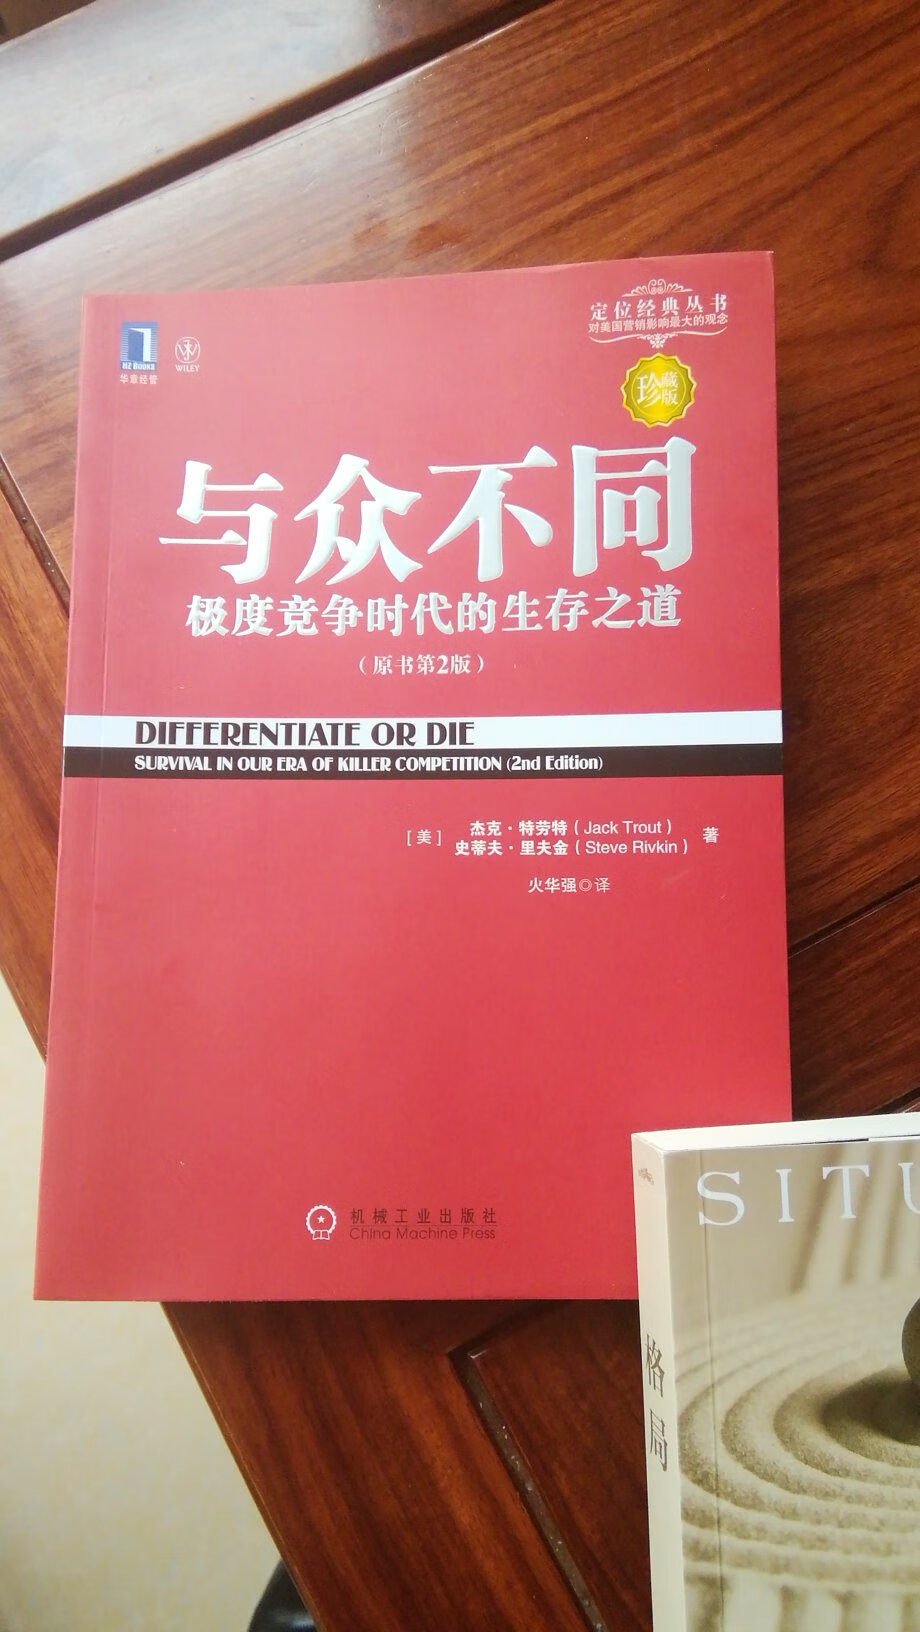 定位经典丛书
对美国营销影响最大的观念
HZ BOOKS
华章经管
WILEY
珍藏版
与众不同
极度竞争时代的生存之道
（原书第2版）
DIFFERENTIATE OR DIE
SURVIVAL IN OUR ERA OF KILLER COMPETITION (2nd Edition)
[美] 杰克·特劳特（Jack Trout）
史蒂夫·里夫金（Steve Rivkin） 著
火华强◎译
机械工业出版社
China Machine Press
SITU
格局